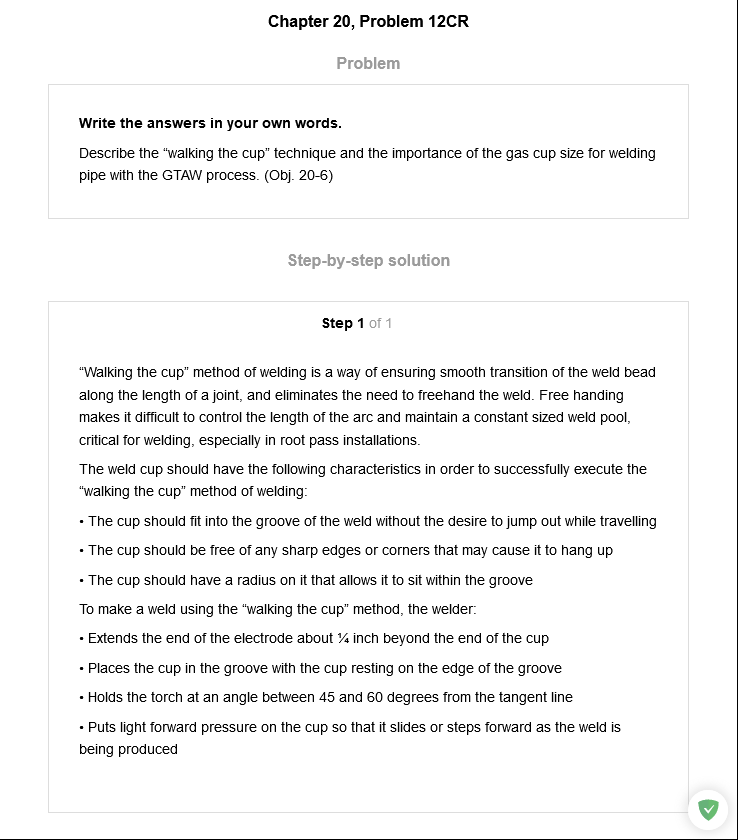 Chapter 20, Problem 12CR
Problem
Write the answers in your own words.
Describe the “walking the cup” technique and the importance of the gas cup size for welding
pipe with the GTAW process. (Obj. 20-6)
Step-by-step solution
Step 1 of 1
“Walking the cup” method of welding is a way of ensuring smooth transition of the weld bead
along the length of a joint, and eliminates the need to freehand the weld. Free handing
makes it difficult to control the length of the arc and maintain a constant sized weld pool,
critical for welding, especially in root pass installations.
The weld cup should have the following characteristics in order to successfully execute the
“walking the cup” method of welding:
• The cup should fit into the groove of the weld without the desire to jump out while travelling
• The cup should be free of any sharp edges or corners that may cause it to hang up
• The cup should have a radius on it that allows it to sit within the groove
To make a weld using the “walking the cup” method, the welder:
• Extends the end of the electrode about ¼ inch beyond the end of the cup
• Places the cup in the groove with the cup resting on the edge of the groove
• Holds the torch at an angle between 45 and 60 degrees from the tangent line
• Puts light forward pressure on the cup so that it slides or steps forward as the weld is
being produced